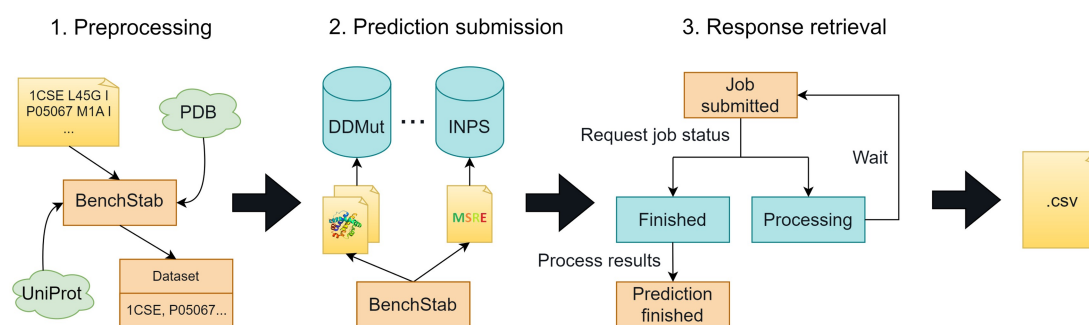 1. Preprocessing
1CSE L45G I
P05067 M1A I
...
PDB
BenchStab
UniProt
Dataset
1CSE, P05067...
2. Prediction submission
DDMut
...
INPS
MSRE
BenchStab
3. Response retrieval
Job
submitted
Request job status
Wait
Finished
Processing
Process results
Prediction
finished
.csv